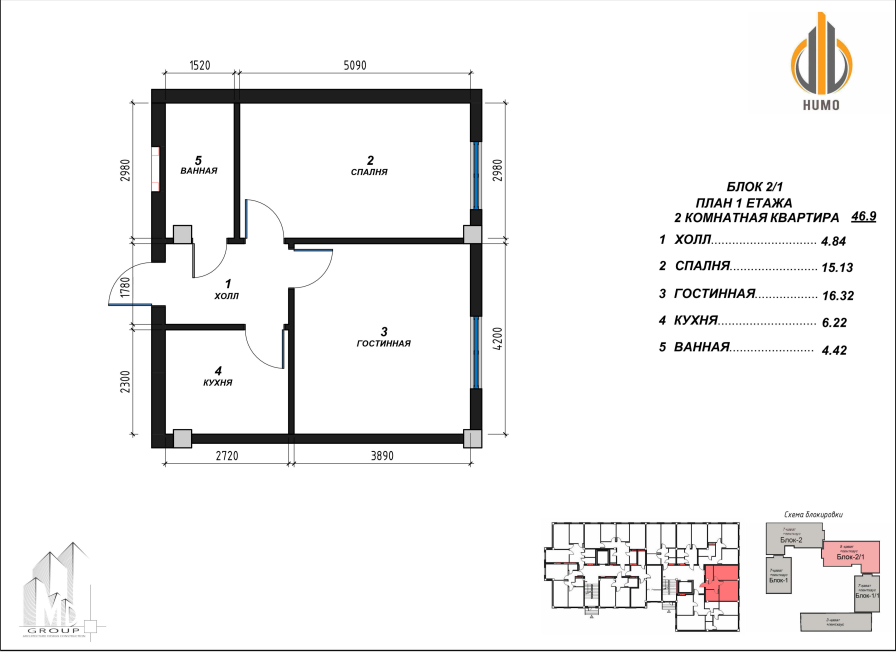 1520
5090
HUMO
2980
2980
5
ВАННАЯ
2
СПАЛНЯ
БЛОК 2/1
ПЛАН 1 ЕТАЖА
2 КОМНАТНАЯ КВАРТИРА 46.9
1 ХОЛЛ........................... 4.84
2 СПАЛНЯ...................... 15.13
3 ГОСТИННАЯ................ 16.32
4 КУХНЯ......................... 6.22
5 ВАННАЯ...................... 4.42
1780
1
ХОЛЛ
3
ГОСТИННАЯ
4200
2300
4
КУХНЯ
2720
3890
Схема блокировки
Блок-2
Блок-2/1
Блок-1
Блок-1/1
GROUP